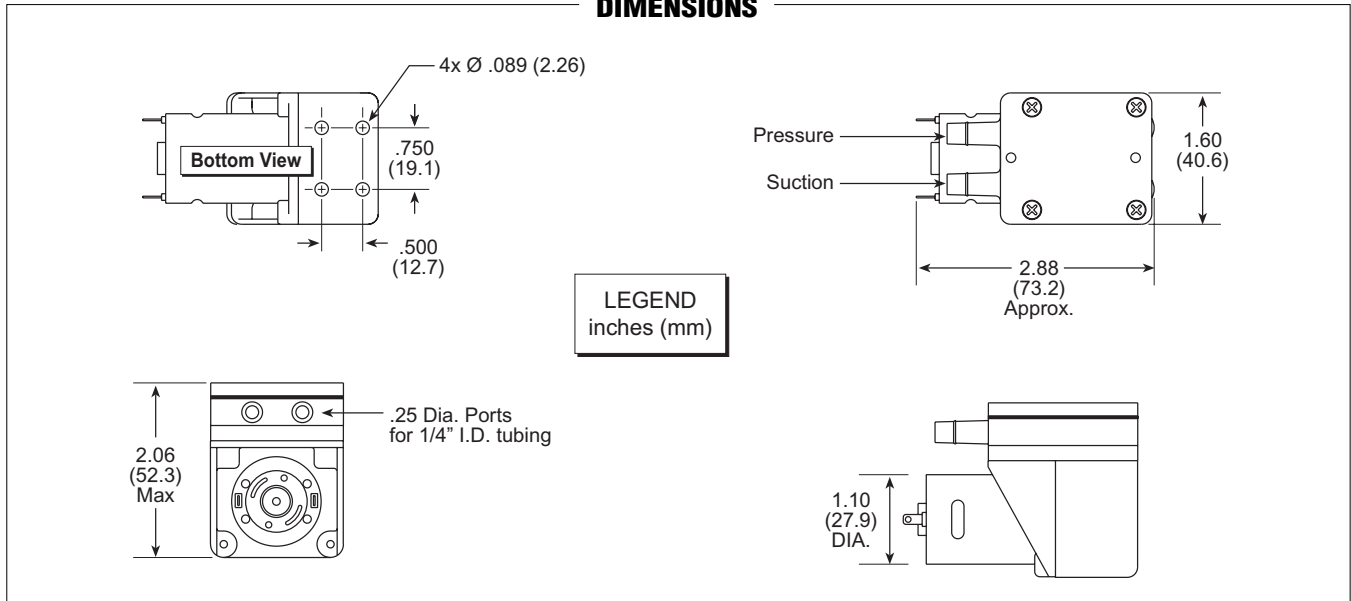 DIMENSIONS
4x Ø .089 (2.26)
Bottom View
.750
(19.1)
.500
(12.7)
Pressure
Suction
1.60
(40.6)
2.88
(73.2)
Approx.
LEGEND
inches (mm)
2.06
(52.3)
Max
.25 Dia. Ports
for 1/4” I.D. tubing
1.10
(27.9)
DIA.